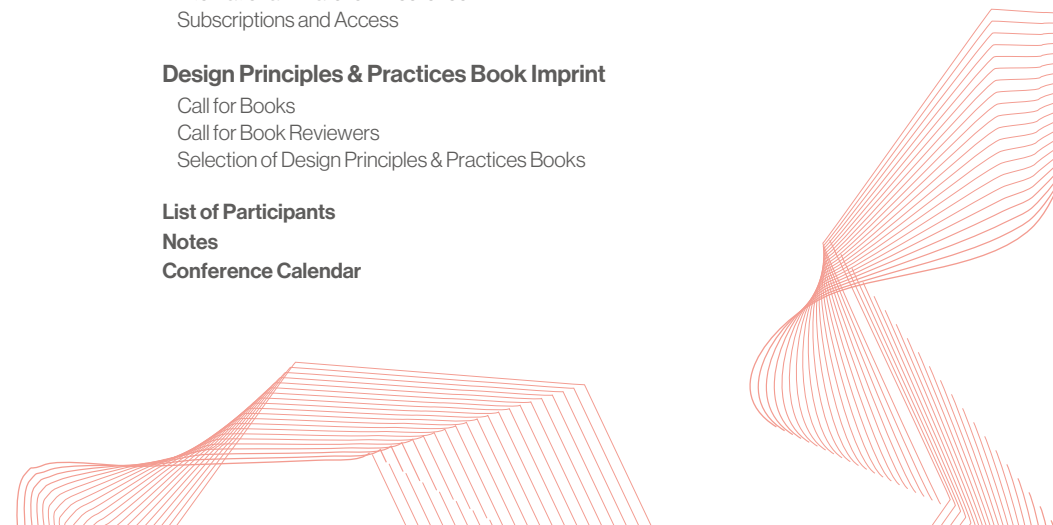 Subscriptions and Access
Design Principles & Practices Book Imprint
Call for Books
Call for Book Reviewers
Selection of Design Principles & Practices Books
List of Participants
Notes
Conference Calendar